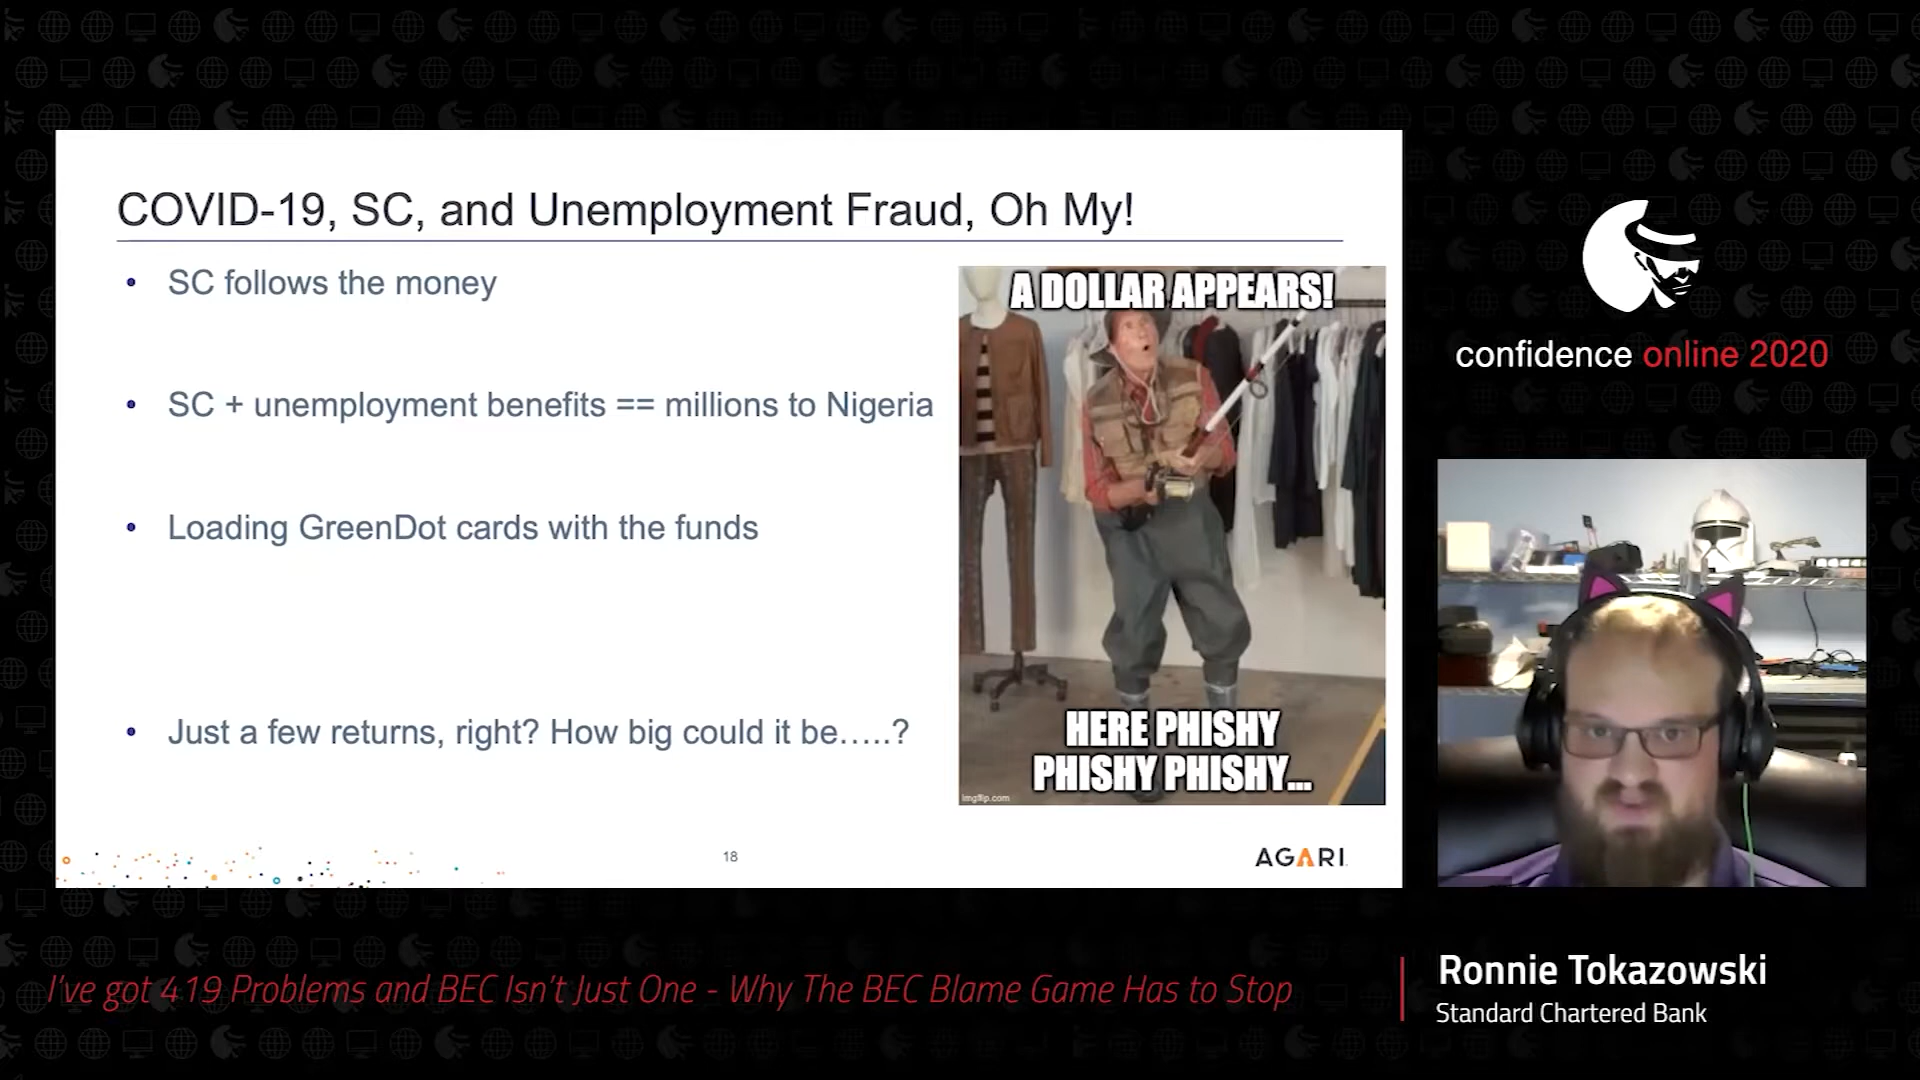 COVID-19, SC, and Unemployment Fraud, Oh My!
• SC follows the money
• SC + unemployment benefits == millions to Nigeria
• Loading GreenDot cards with the funds
• Just a few returns, right? How big could it be…..?
A DOLLAR APPEARS!
HERE PHISHY
PHISHY PHISHY...
imgflip.com
18
AGARI
confidence online 2020
I've got 419 Problems and BEC Isn't Just One - Why The BEC Blame Game Has to Stop
Ronnie Tokazowski
Standard Chartered Bank